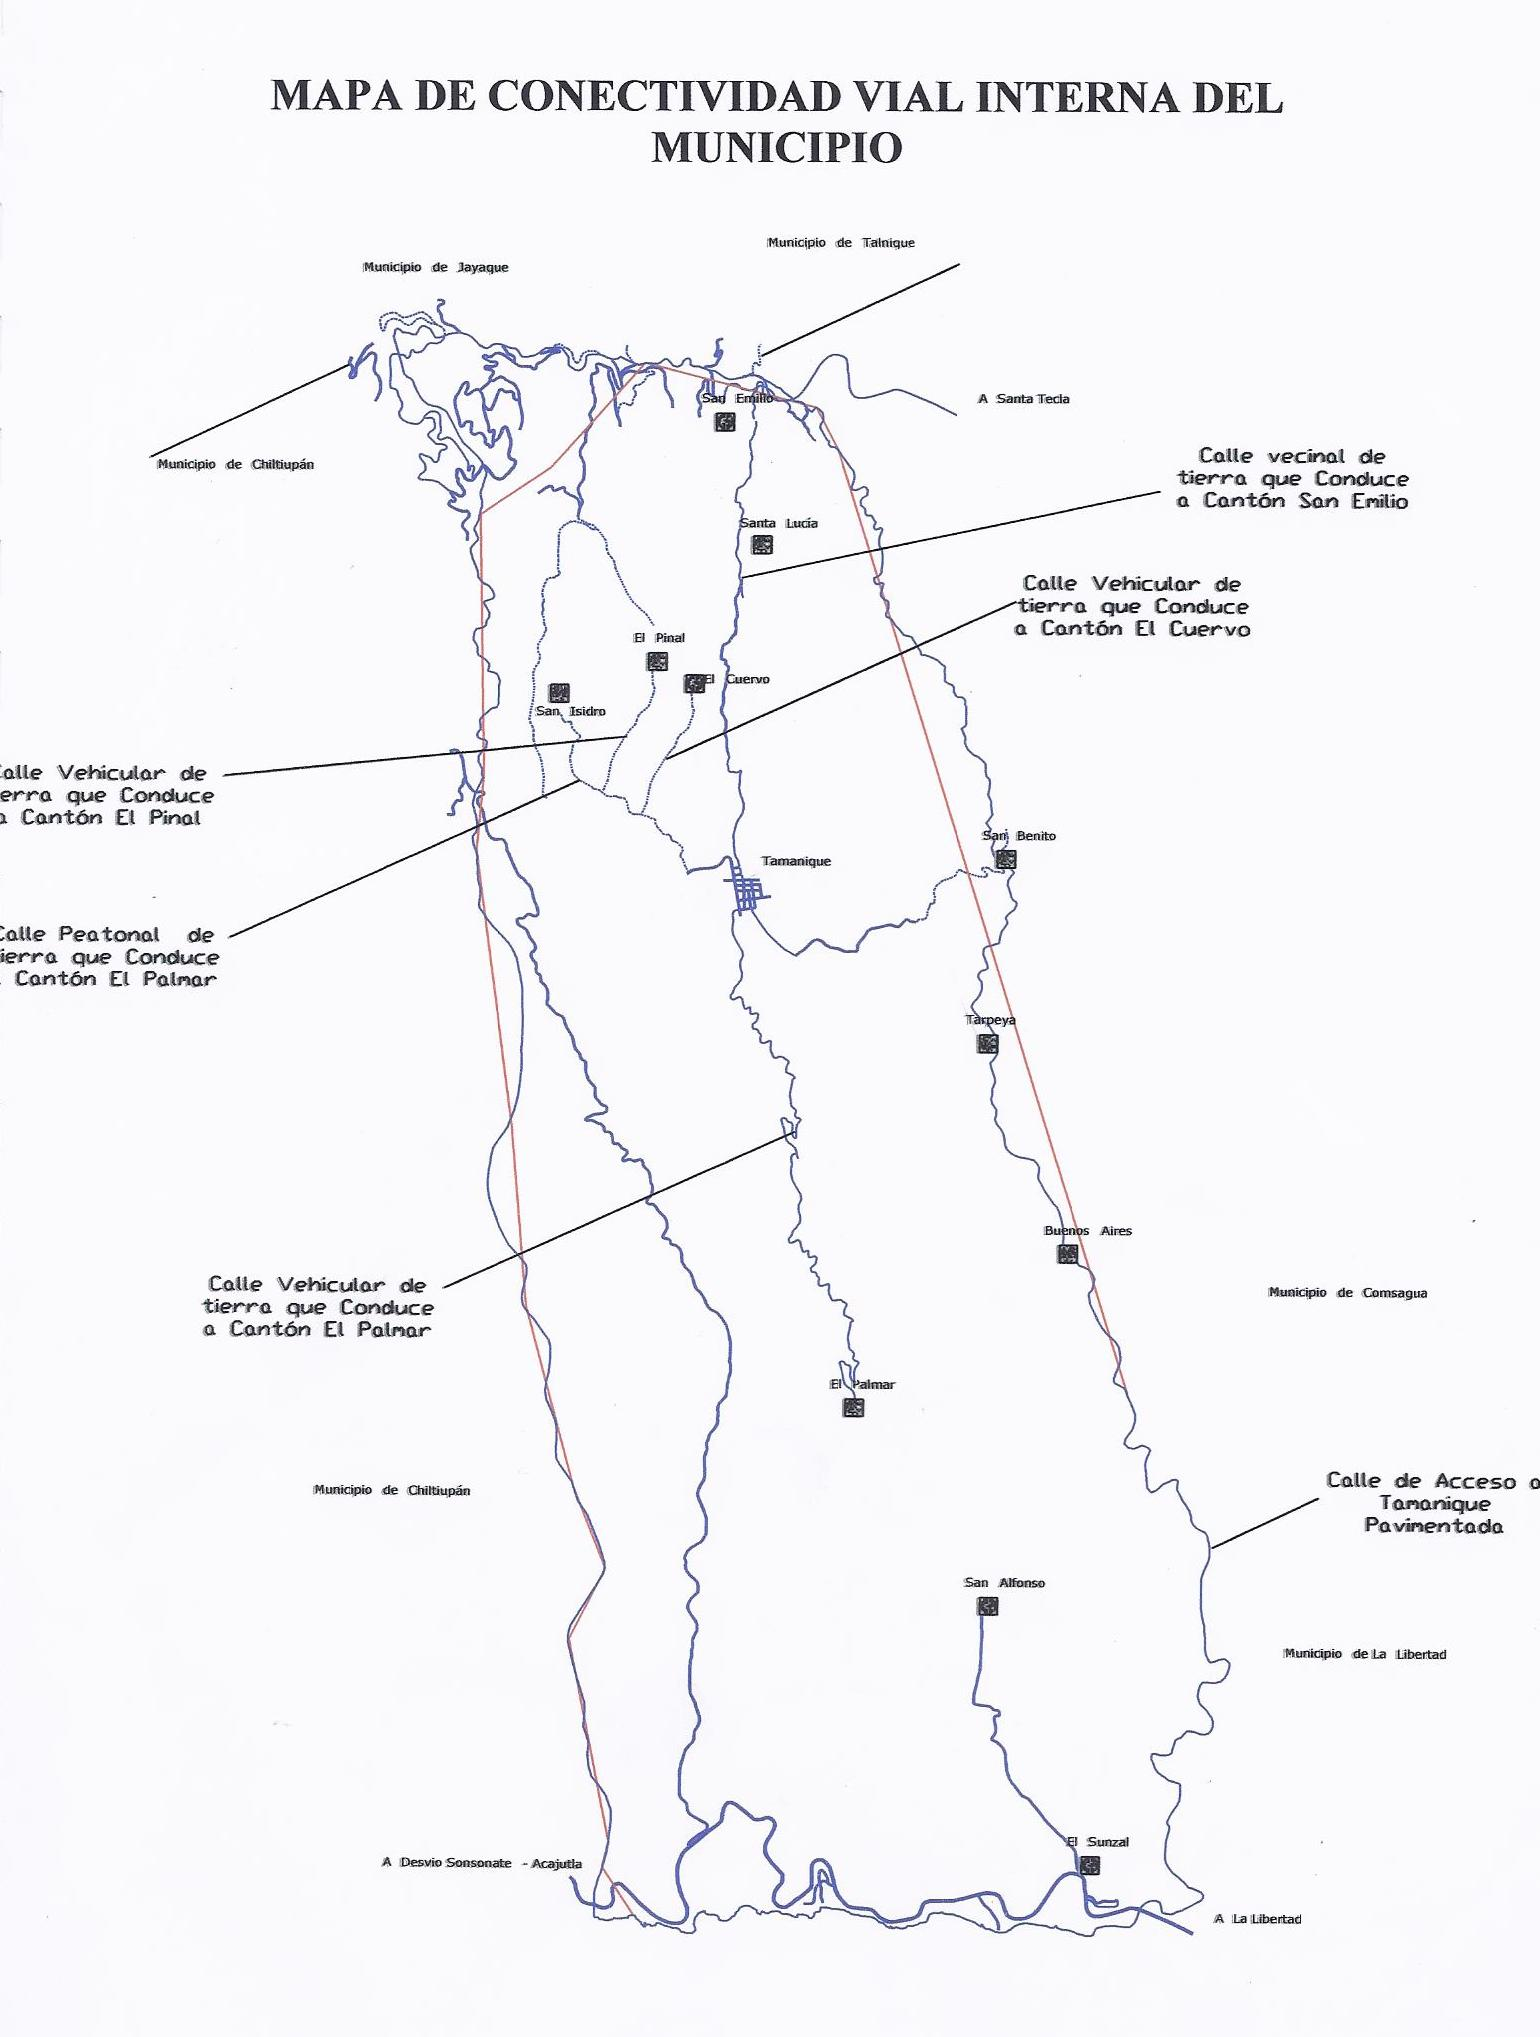 MAPA DE CONECTIVIDAD VIAL INTERNA DEL
MUNICIPIO
Municipio de Talnique
Municipio de Jayaque
A Santa Tecla
San Emilio
Municipio de Chiltiupán
Calle vecinal de
tierra que Conduce
a Cantón San Emilio
Santa Lucía
Calle Vehicular de
tierra que Conduce
a Cantón El Cuervo
El Pinal
El Cuervo
San Isidro
alle Vehicular de
erra que Conduce
a Cantón El Pinal
San Benito
Tamanique
Calle Peatonal de
ierra que Conduce
Cantón El Palmar
Tarpeya
Buenos Aires
Calle Vehicular de
tierra que Conduce
a Cantón El Palmar
Municipio de Comsagua
El Palmar
Municipio de Chiltiupán
Calle de Acceso a
Tamanique
Pavimentada
San Alfonso
Municipio de La Libertad
El Sunzal
A Desvio Sonsonate - Acajutla
A La Libertad